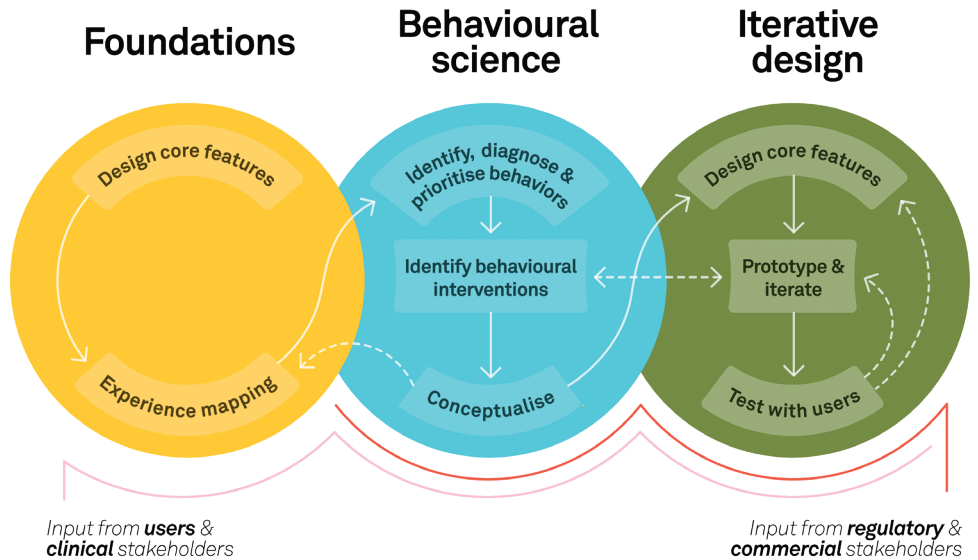 Foundations
Behavioural
science
Iterative
design
Design core features
Experience mapping
Identify, diagnose &
prioritise behaviors
Identify behavioural
interventions
Conceptualise
Design core features
Prototype &
iterate
Test with users
Input from users &
clinical stakeholders
Input from regulatory &
commercial stakeholders